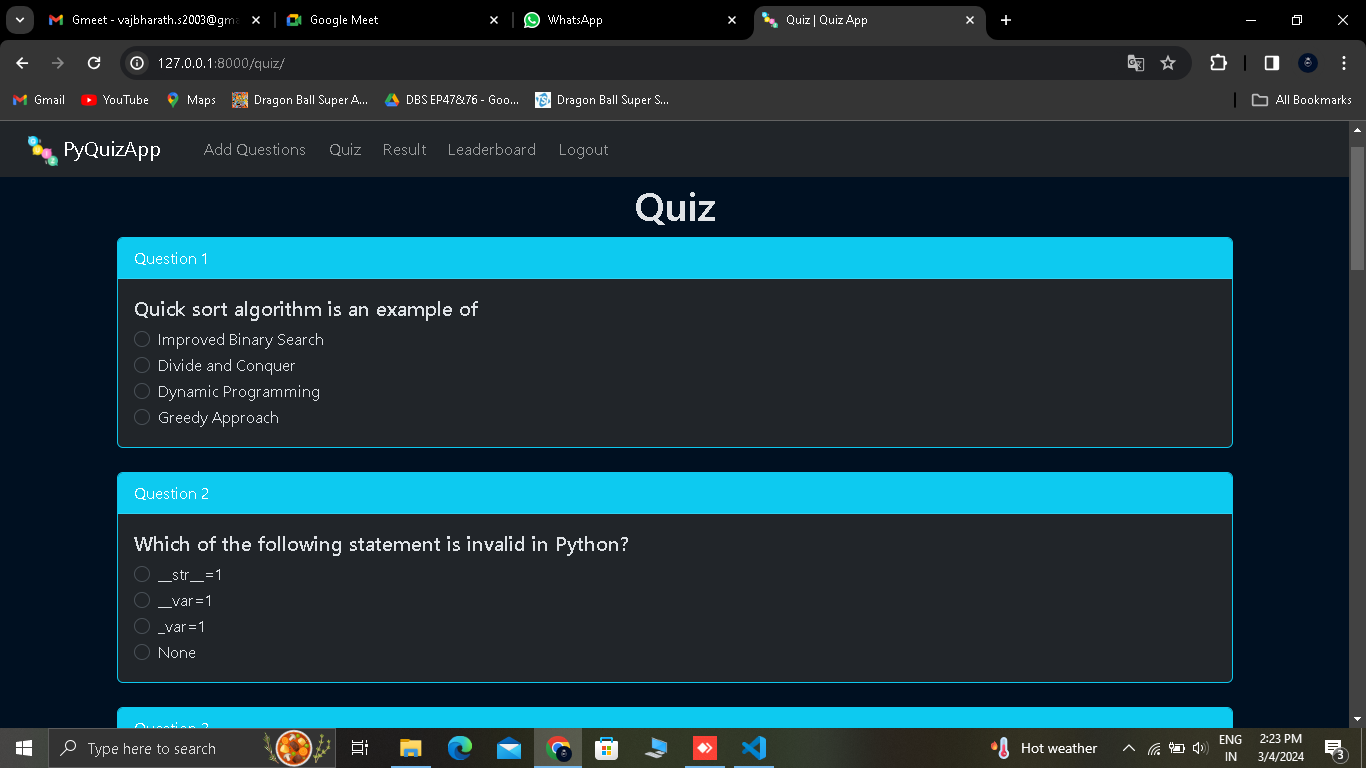 Gmeet - vajbharath.s2003@gma
Google Meet
WhatsApp
Quiz | Quiz App
127.0.0.1:8000/quiz/
Gmail
YouTube
Maps
Dragon Ball Super A...
DBS EP47&76 - Goo...
Dragon Ball Super S...
All Bookmarks
PyQuizApp
Add Questions
Quiz
Result
Leaderboard
Logout
Quiz
Question 1
Quick sort algorithm is an example of
Improved Binary Search
Divide and Conquer
Dynamic Programming
Greedy Approach
Question 2
Which of the following statement is invalid in Python?
__str__=1
__var=1
_var=1
None
Question 3
Type here to search
Hot weather
ENG
IN
2:23 PM
3/4/2024
3